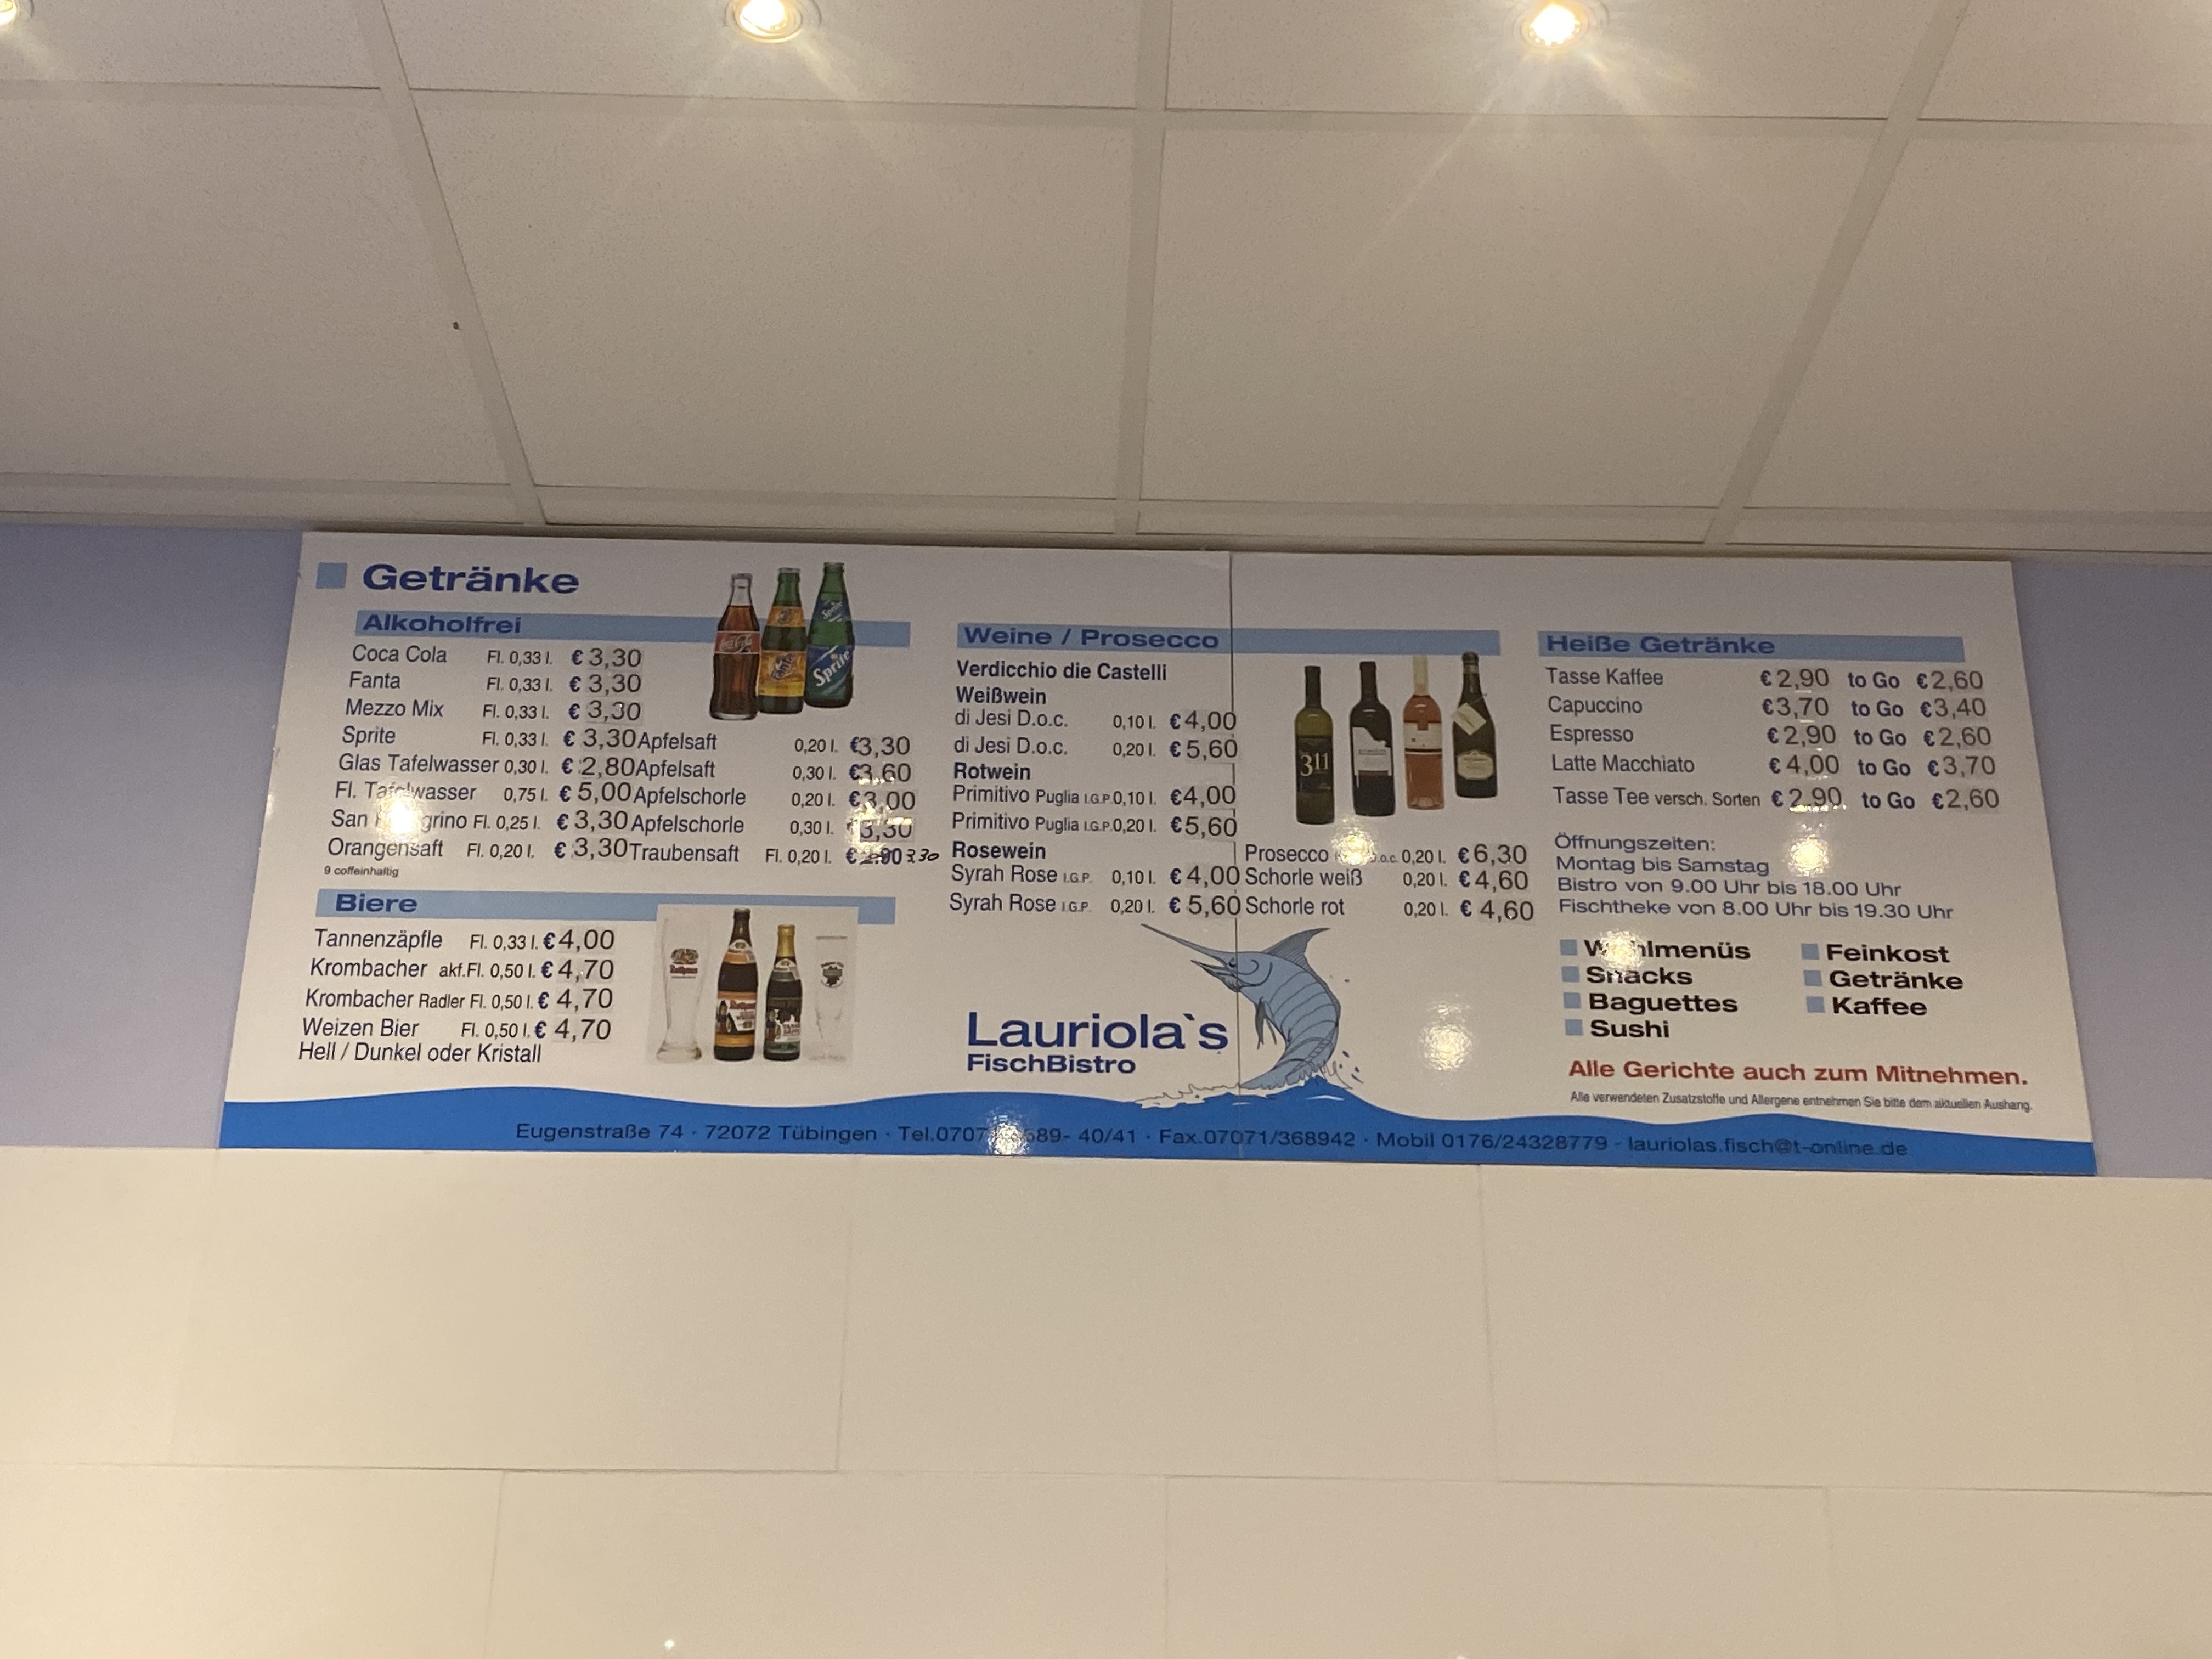 Getränke
Alkoholfrei
Coca Cola Fl. 0,33 l. € 3,30
Fanta Fl. 0,33 l. € 3,30
Mezzo Mix Fl. 0,33 l. € 3,30
Sprite Fl. 0,33 l. € 3,30
Glas Tafelwasser 0,30 l. € 2,80
Fl. Tafelwasser 0,75 l. € 5,00
San Fl. 0,25 l. € 3,30
Orangensaft Fl. 0,20 l. € 3,30
9 coffeinhaltig
Apfelsaft 0,20 l. €3,30
Apfelsaft 0,30 l. €3,60
Apfelschorle 0,20 l. €3,00
Apfelschorle 0,30 l. 3,30
Traubensaft Fl. 0,20 l. € 2.90 3.30
Coca-Cola
Fanta
Sprite
Biere
Tannenzäpfle Fl. 0,33 l. € 4,00
Krombacher akf.Fl. 0,50 l. € 4,70
Krombacher Radler Fl. 0,50 l. € 4,70
Weizen Bier Fl. 0,50 l. € 4,70
Hell / Dunkel oder Kristall
Weine / Prosecco
Verdicchio die Castelli
Weißwein
di Jesi D.o.c. 0,10 l. € 4,00
di Jesi D.o.c. 0,20 l. € 5,60
Rotwein
Primitivo Puglia I.G.P. 0,10 l. €4,00
Primitivo Puglia I.G.P. 0,20 l. €5,60
Rosewein
Syrah Rose I.G.P. 0,10 l. € 4,00
Syrah Rose I.G.P. 0,20 l. € 5,60
311
Prosecco 0,20 l. € 6,30
Schorle weiß 0,20 l. € 4,60
Schorle rot 0,20 l. € 4,60
Lauriola`s
FischBistro
Heiße Getränke
Tasse Kaffee € 2,90 to Go € 2,60
Capuccino € 3,70 to Go € 3,40
Espresso € 2,90 to Go € 2,60
Latte Macchiato € 4,00 to Go € 3,70
Tasse Tee versch. Sorten € 2,90 to Go € 2,60
Öffnungszeiten:
Montag bis Samstag
Bistro von 9.00 Uhr bis 18.00 Uhr
Fischtheke von 8.00 Uhr bis 19.30 Uhr
Snacks
Baguettes
Sushi
Feinkost
Getränke
Kaffee
Alle Gerichte auch zum Mitnehmen.
Alle verwendeten Zusatzstoffe und Allergene entnehmen Sie bitte dem aktuellen Aushang.
Eugenstraße 74 · 72072 Tübingen · 40/41 · Fax.07071/368942 · Mobil 0176/24328779 - lauriolas.fisch@t-online.de